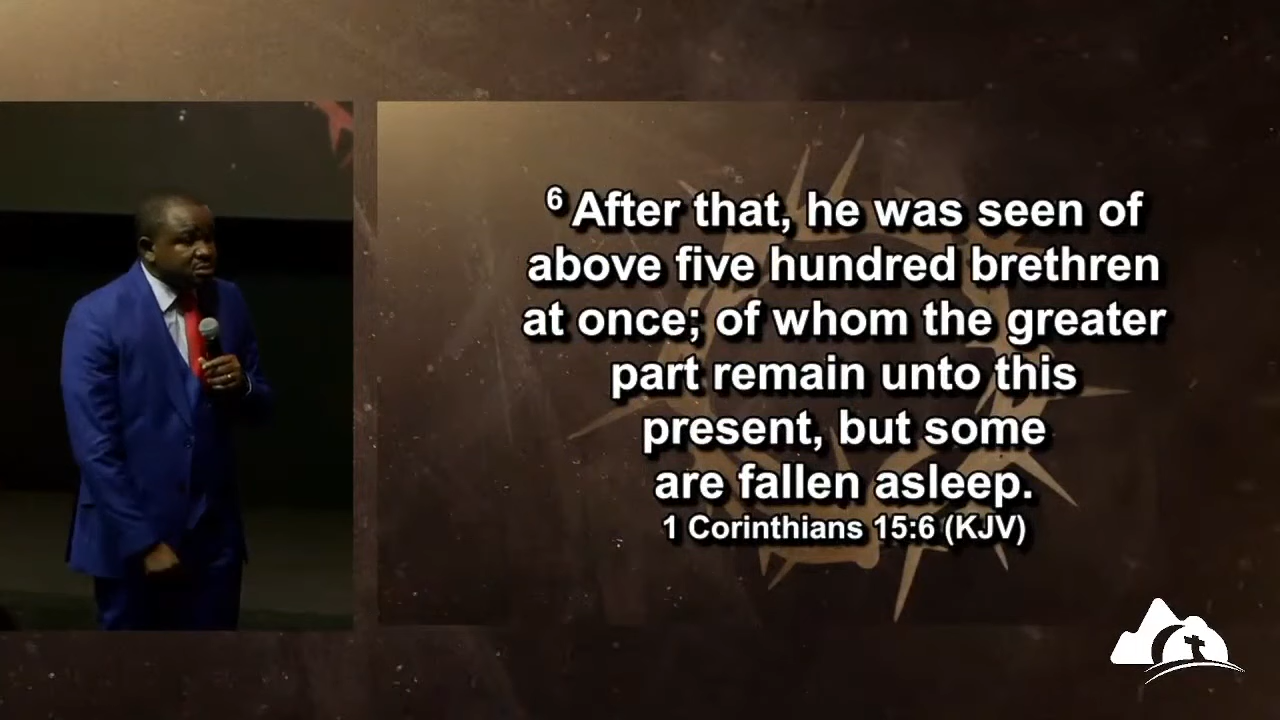 6 After that, he was seen of
above five hundred brethren
at once; of whom the greater
part remain unto this
present, but some
are fallen asleep.
1 Corinthians 15:6 (KJV)